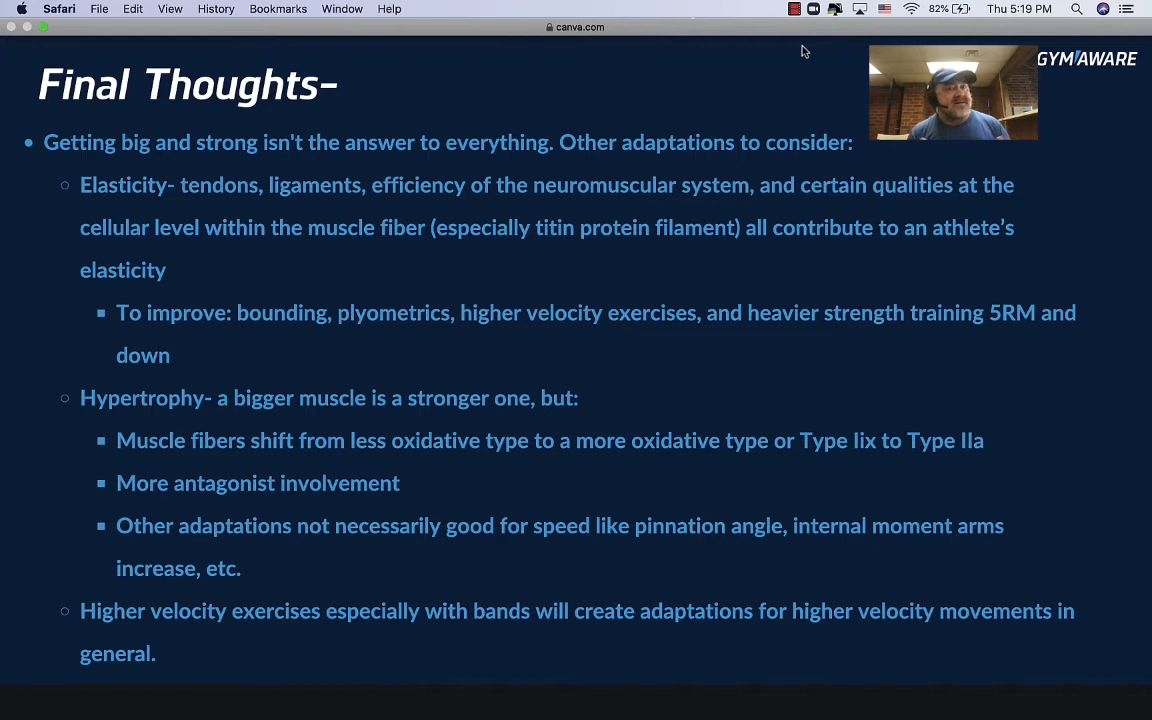 Safari File Edit View History Bookmarks Window Help 82% Thu 5:19 PM
canva.com
GYMAWARE
Final Thoughts-
• Getting big and strong isn't the answer to everything. Other adaptations to consider:
○ Elasticity- tendons, ligaments, efficiency of the neuromuscular system, and certain qualities at the
cellular level within the muscle fiber (especially titin protein filament) all contribute to an athlete’s
elasticity
▪ To improve: bounding, plyometrics, higher velocity exercises, and heavier strength training 5RM and
down
○ Hypertrophy- a bigger muscle is a stronger one, but:
▪ Muscle fibers shift from less oxidative type to a more oxidative type or Type Iix to Type IIa
▪ More antagonist involvement
▪ Other adaptations not necessarily good for speed like pinnation angle, internal moment arms
increase, etc.
○ Higher velocity exercises especially with bands will create adaptations for higher velocity movements in
general.